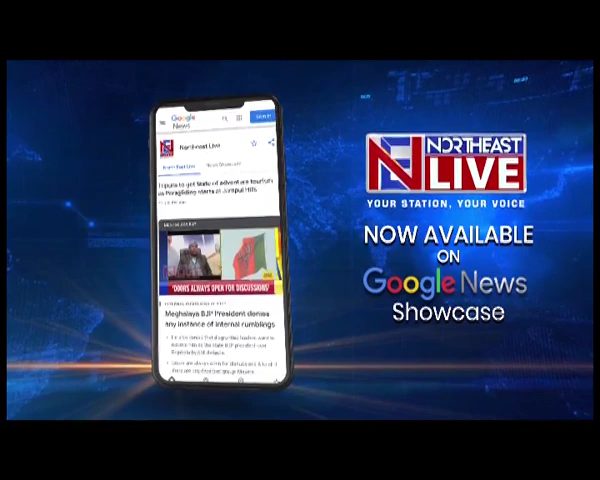 Google
News
Northeast Live
Tripura to get taste of adventure tourism
as Paragliding starts at Jampui Hills
"DOORS ALWAYS OPEN FOR DISCUSSIONS"
Meghalaya BJP President denies
any instance of internal rumblings
NORTHEAST
LIVE
YOUR STATION, YOUR VOICE
NOW AVAILABLE
ON
Google News
Showcase